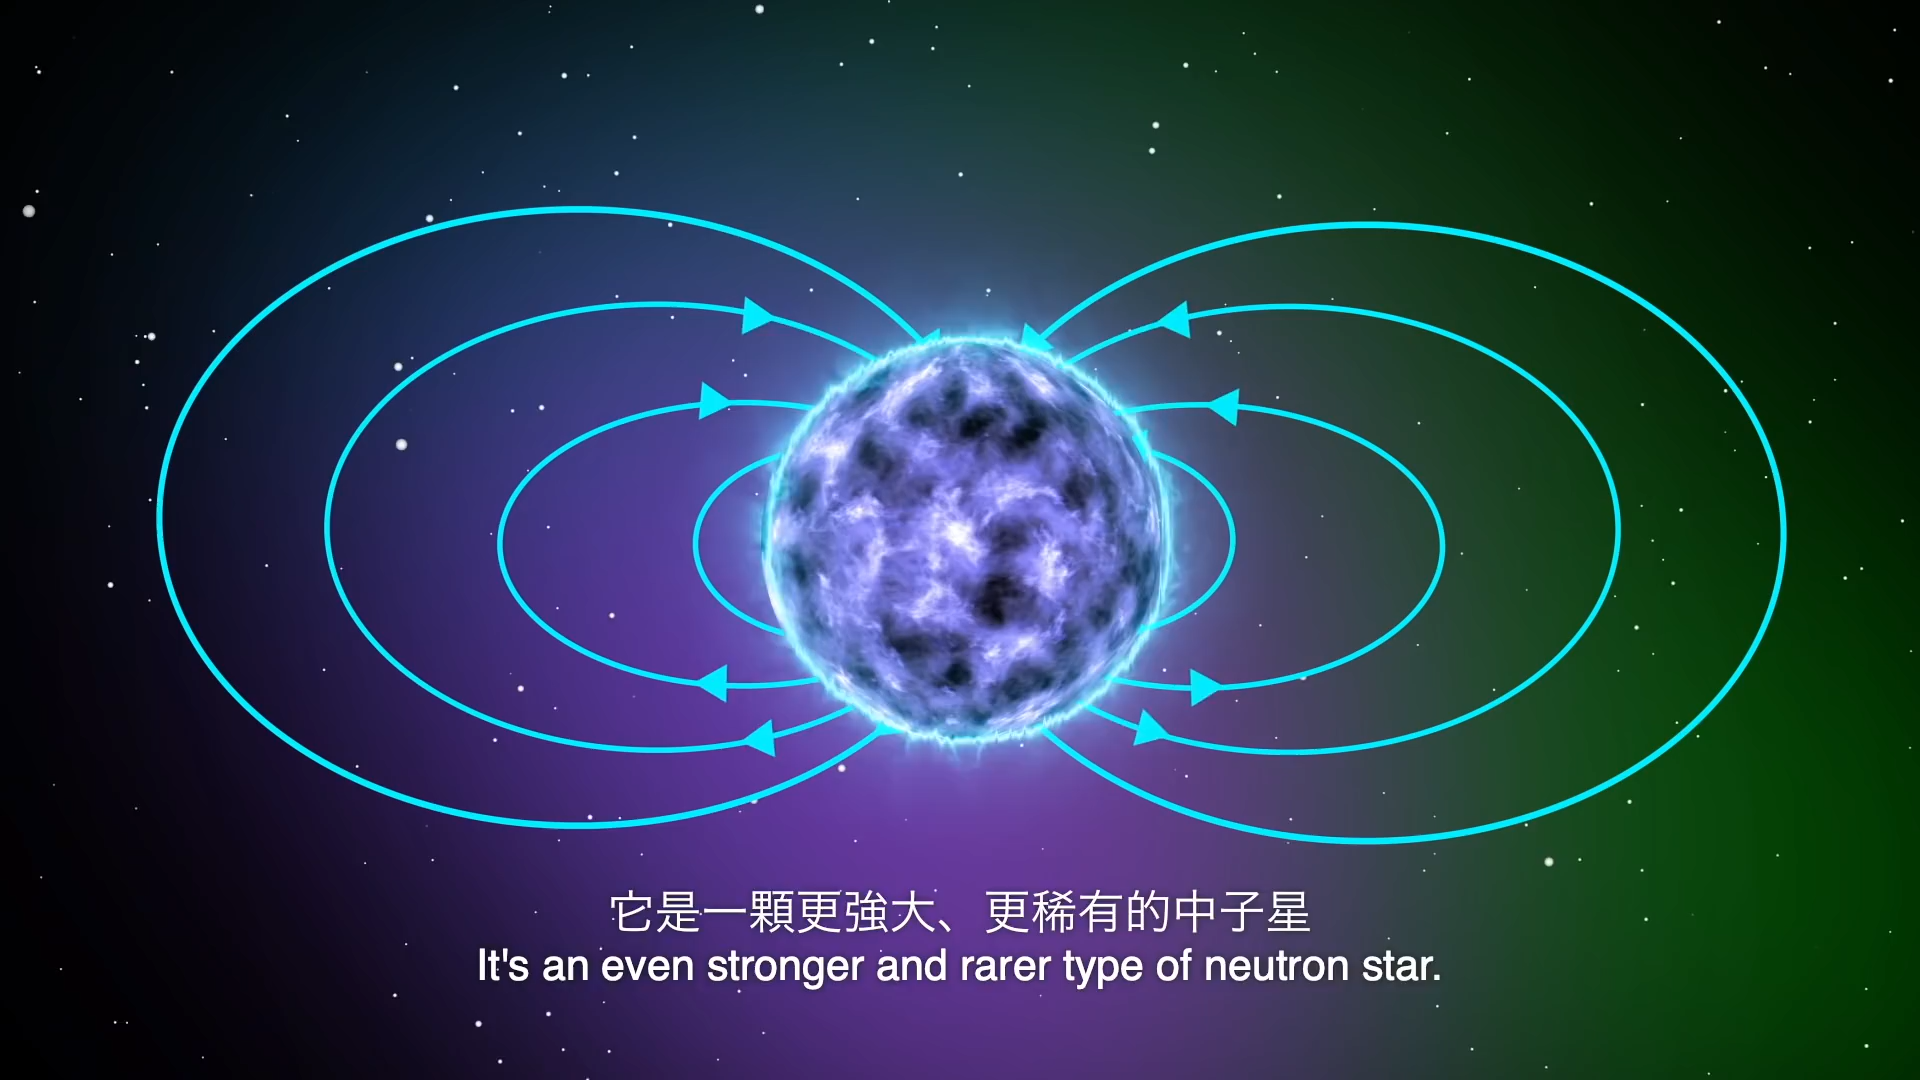 它是一顆更強大、更稀有的中子星
It's an even stronger and rarer type of neutron star.